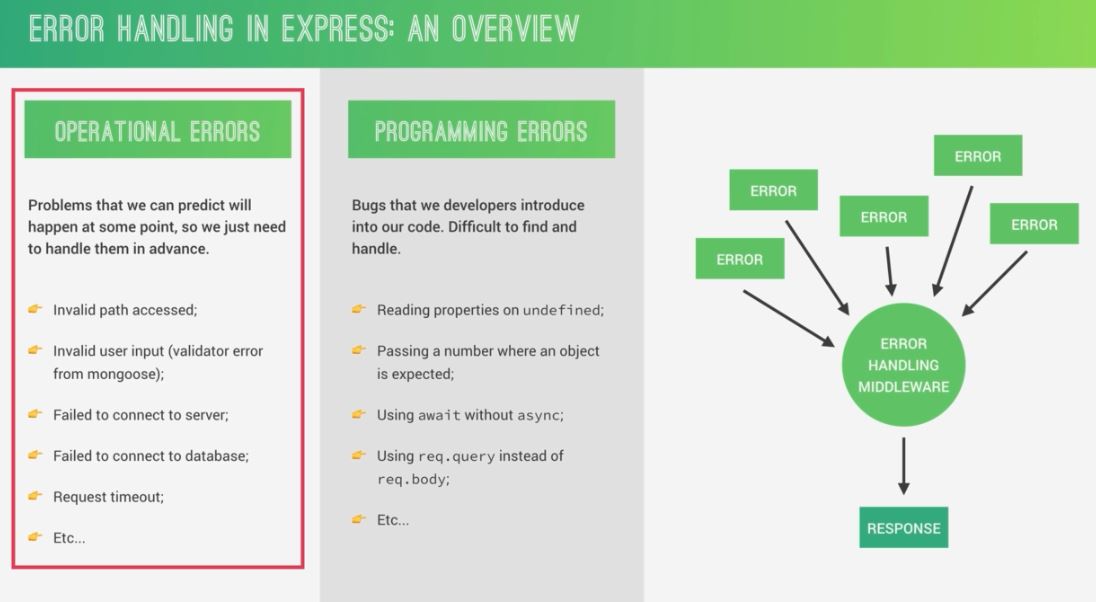 ERROR HANDLING IN EXPRESS: AN OVERVIEW
OPERATIONAL ERRORS
Problems that we can predict will
happen at some point, so we just need
to handle them in advance.
Invalid path accessed;
Invalid user input (validator error
from mongoose);
Failed to connect to server;
Failed to connect to database;
Request timeout;
Etc...
PROGRAMMING ERRORS
Bugs that we developers introduce
into our code. Difficult to find and
handle.
Reading properties on undefined;
Passing a number where an object
is expected;
Using await without async;
Using req.query instead of
req.body;
Etc...
ERROR
ERROR
ERROR
ERROR
ERROR
ERROR
HANDLING
MIDDLEWARE
RESPONSE